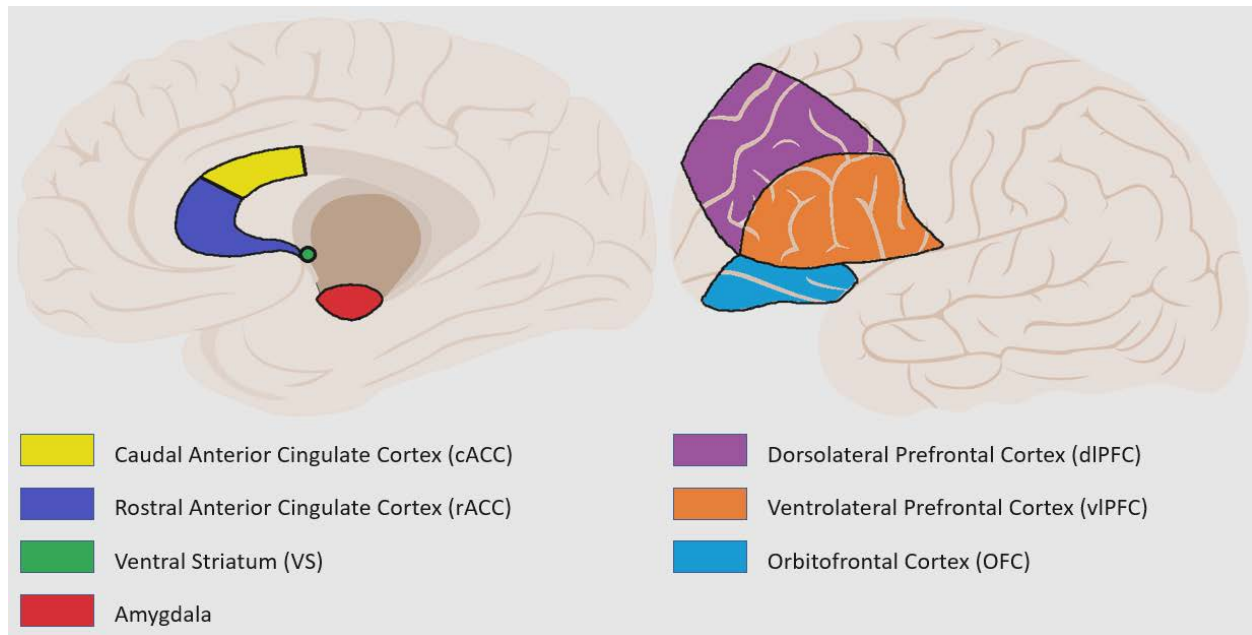 Caudal Anterior Cingulate Cortex (cACC)
Rostral Anterior Cingulate Cortex (rACC)
Ventral Striatum (VS)
Amygdala
Dorsolateral Prefrontal Cortex (dlPFC)
Ventrolateral Prefrontal Cortex (vlPFC)
Orbitofrontal Cortex (OFC)